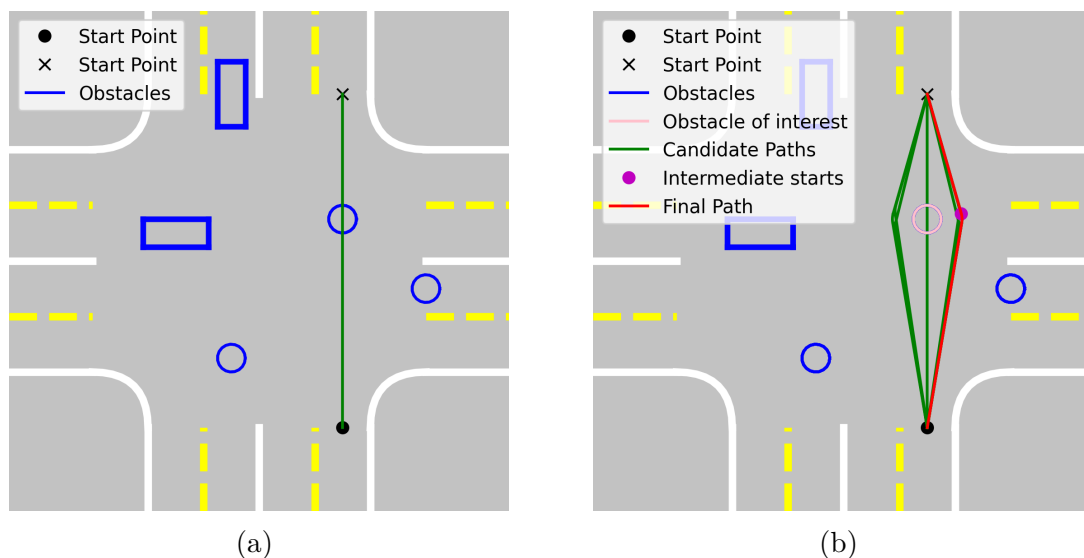 Start Point
Start Point
Obstacles
(a)
Start Point
Start Point
Obstacles
Obstacle of interest
Candidate Paths
Intermediate starts
Final Path
(b)